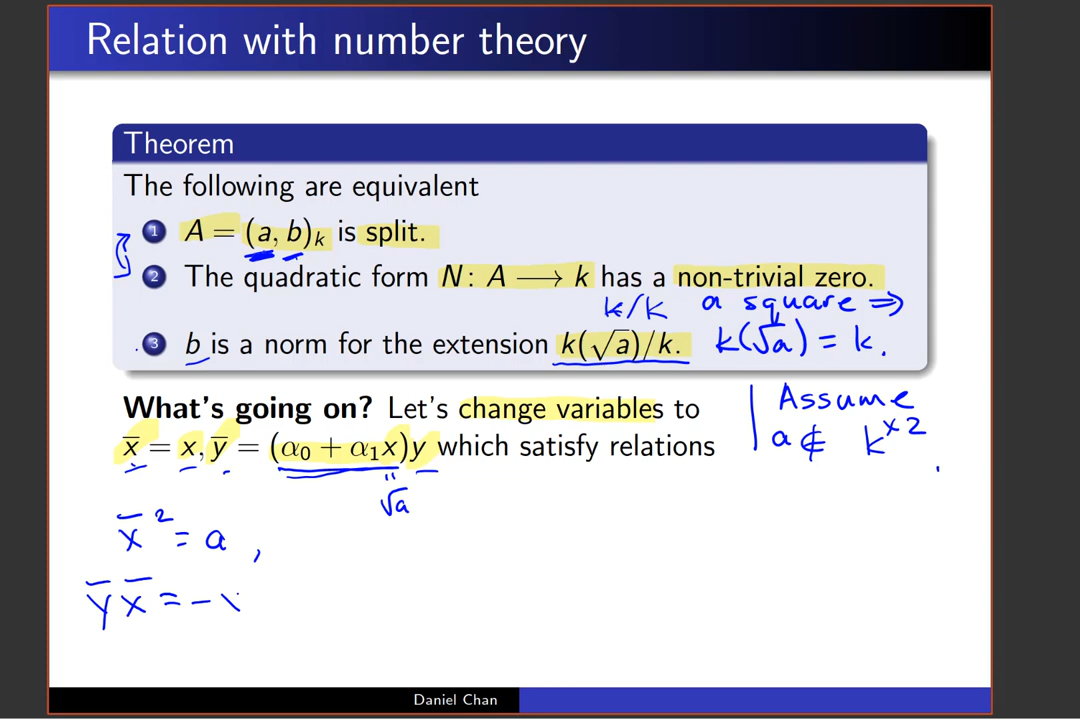 Relation with number theory
Theorem
The following are equivalent
1 A = (a, b)ₖ is split.
2 The quadratic form N : A ⟶ k has a non-trivial zero.
k/k a square ⇒
3 b is a norm for the extension k(√a)/k. k(√a) = k.
What's going on? Let's change variables to
x̅ = x, y̅ = (α₀ + α₁x)y which satisfy relations
Assume
a ∉ k^{×2}
"
√a
x̅² = a,
y̅ x̅ = -
Daniel Chan